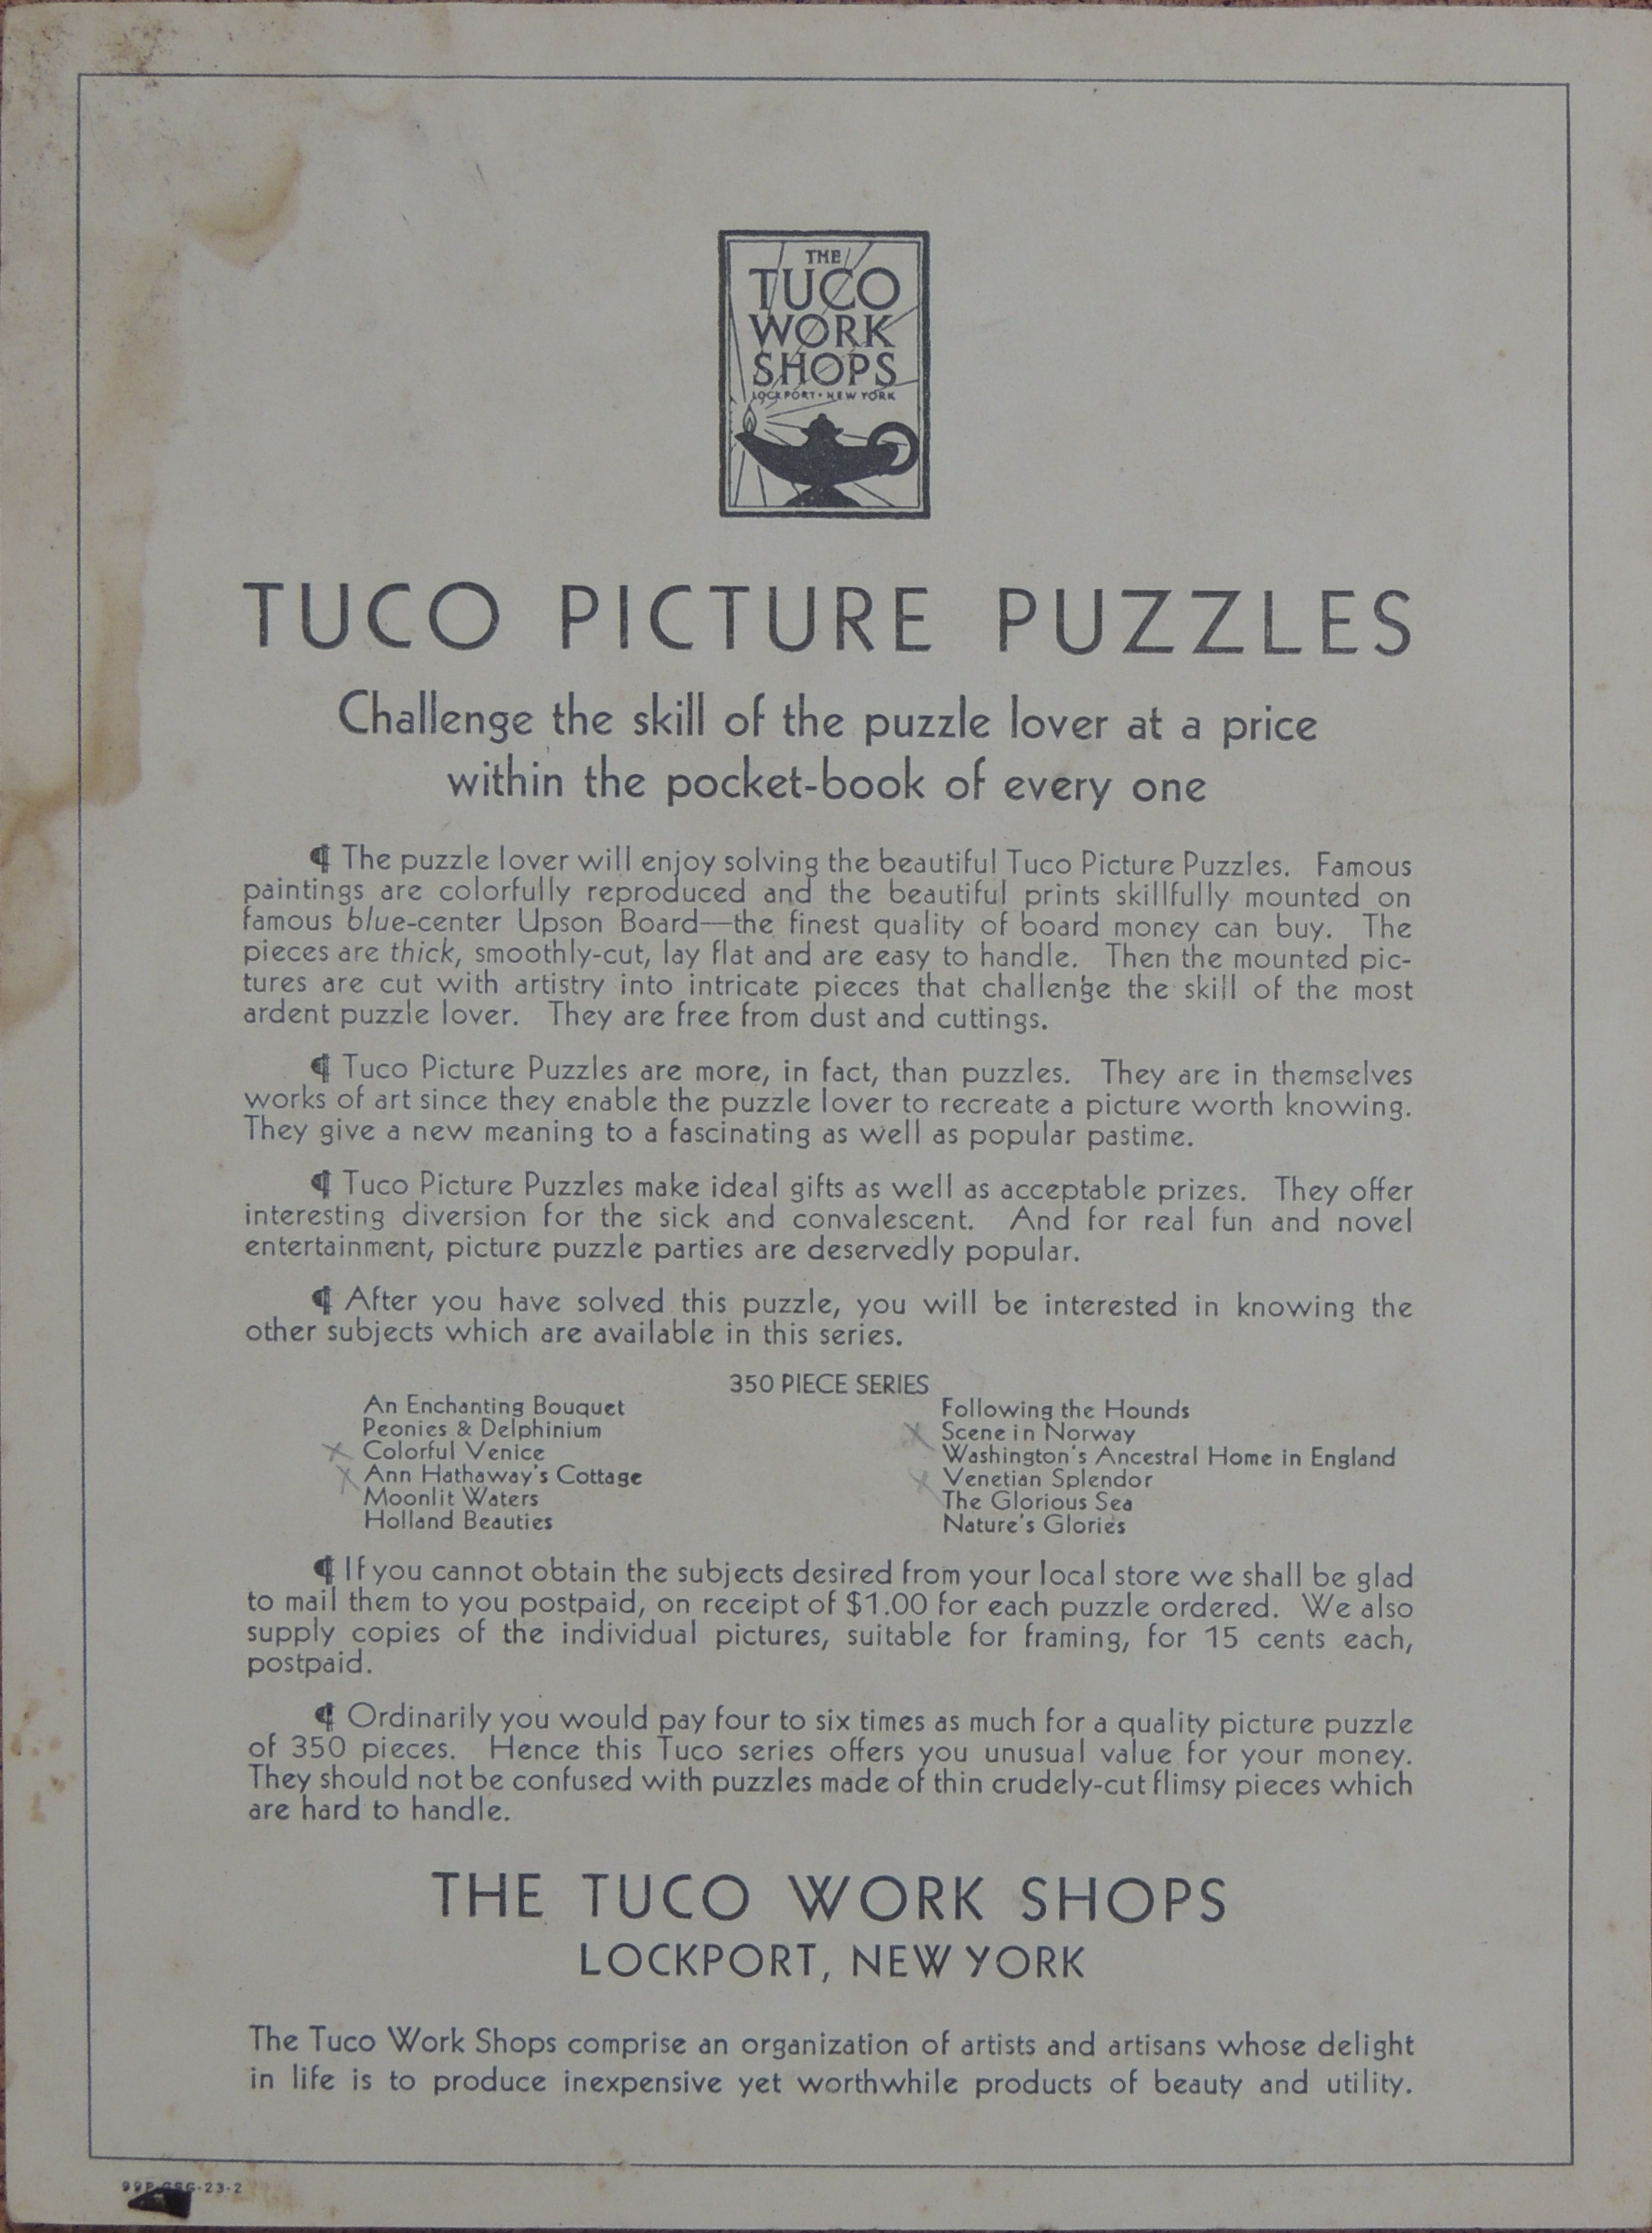 THE
TUCO
WORK
SHOPS
LOCKPORT • NEW YORK
TUCO PICTURE PUZZLES
Challenge the skill of the puzzle lover at a price
within the pocket-book of every one
¶ The puzzle lover will enjoy solving the beautiful Tuco Picture Puzzles. Famous
paintings are colorfully reproduced and the beautiful prints skillfully mounted on
famous blue-center Upson Board—the finest quality of board money can buy. The
pieces are thick, smoothly-cut, lay flat and are easy to handle. Then the mounted pic-
tures are cut with artistry into intricate pieces that challenge the skill of the most
ardent puzzle lover. They are free from dust and cuttings.
¶ Tuco Picture Puzzles are more, in fact, than puzzles. They are in themselves
works of art since they enable the puzzle lover to recreate a picture worth knowing.
They give a new meaning to a fascinating as well as popular pastime.
¶ Tuco Picture Puzzles make ideal gifts as well as acceptable prizes. They offer
interesting diversion for the sick and convalescent. And for real fun and novel
entertainment, picture puzzle parties are deservedly popular.
¶ After you have solved this puzzle, you will be interested in knowing the
other subjects which are available in this series.
350 PIECE SERIES
An Enchanting Bouquet
Peonies & Delphinium
x Colorful Venice
x Ann Hathaway's Cottage
Moonlit Waters
Holland Beauties
Following the Hounds
x Scene in Norway
Washington's Ancestral Home in England
x Venetian Splendor
The Glorious Sea
Nature's Glories
¶ If you cannot obtain the subjects desired from your local store we shall be glad
to mail them to you postpaid, on receipt of $1.00 for each puzzle ordered. We also
supply copies of the individual pictures, suitable for framing, for 15 cents each,
postpaid.
¶ Ordinarily you would pay four to six times as much for a quality picture puzzle
of 350 pieces. Hence this Tuco series offers you unusual value for your money.
They should not be confused with puzzles made of thin crudely-cut flimsy pieces which
are hard to handle.
THE TUCO WORK SHOPS
LOCKPORT, NEW YORK
The Tuco Work Shops comprise an organization of artists and artisans whose delight
in life is to produce inexpensive yet worthwhile products of beauty and utility.